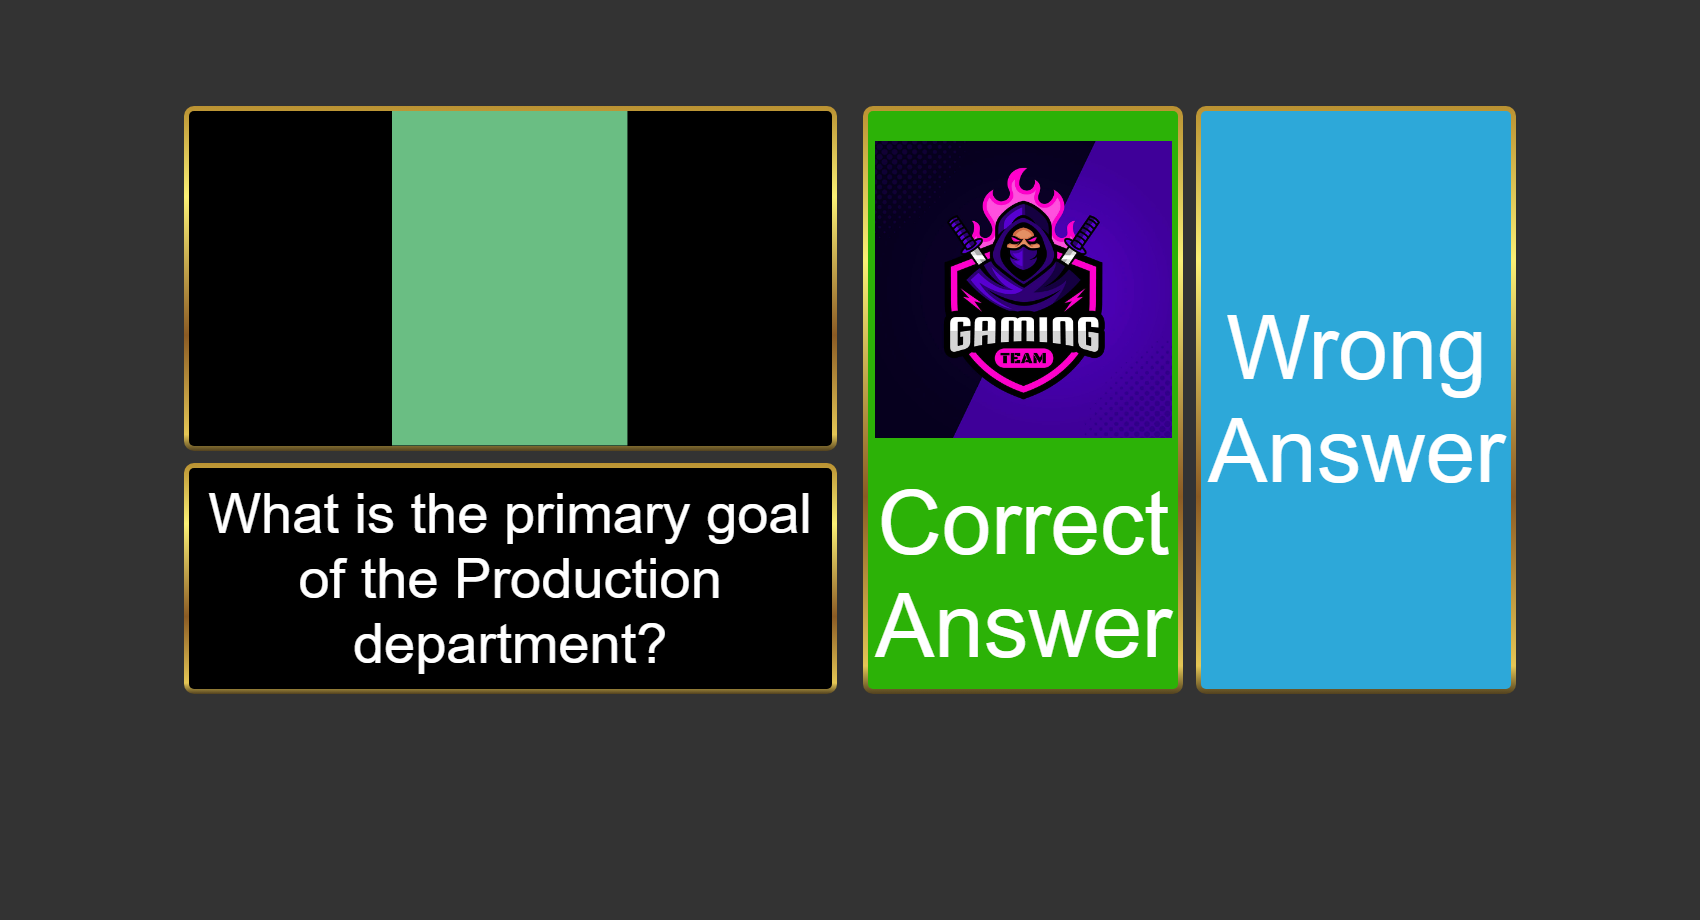 What is the primary goal
of the Production
department?
GAMING
TEAM
Correct
Answer
Wrong
Answer